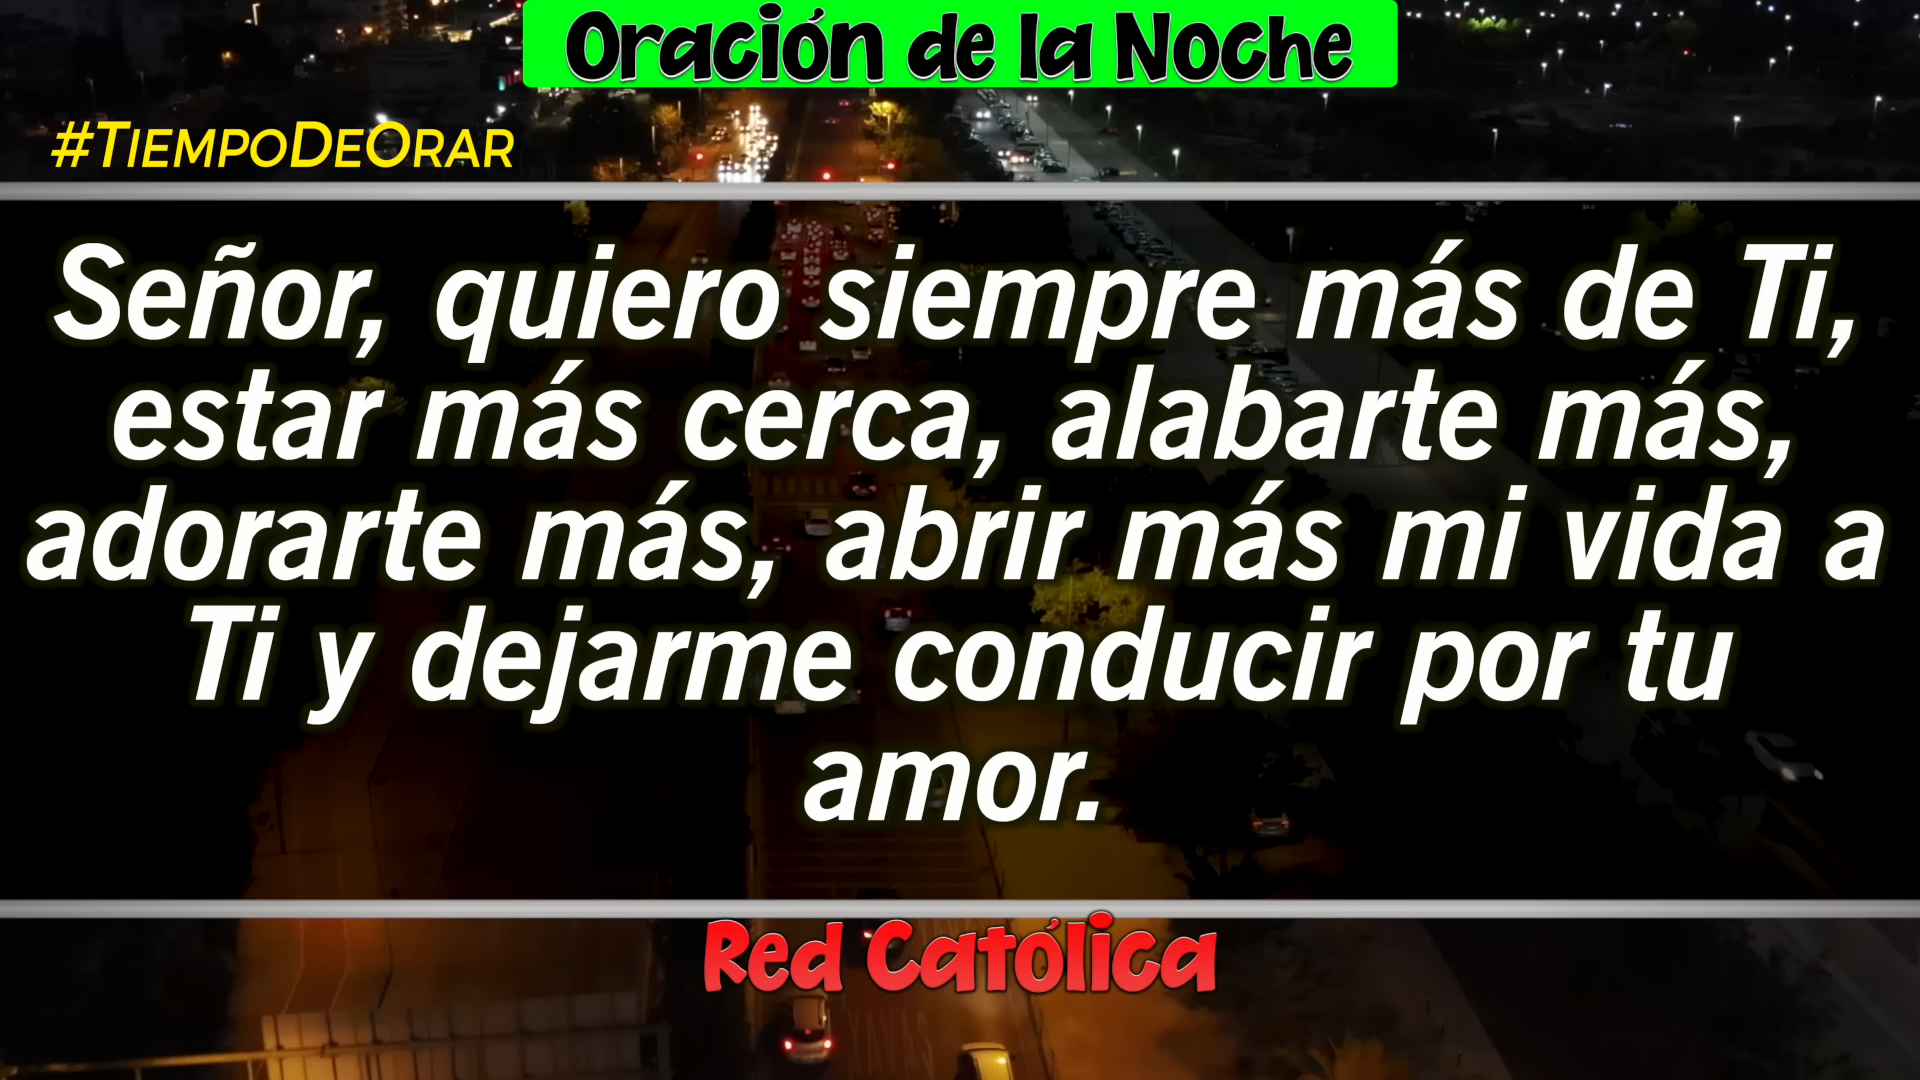 Oración de la Noche
#TiempoDeOrar
Señor, quiero siempre más de Ti,
estar más cerca, alabarte más,
adorarte más, abrir más mi vida a
Ti y dejarme conducir por tu
amor.
Red Católica